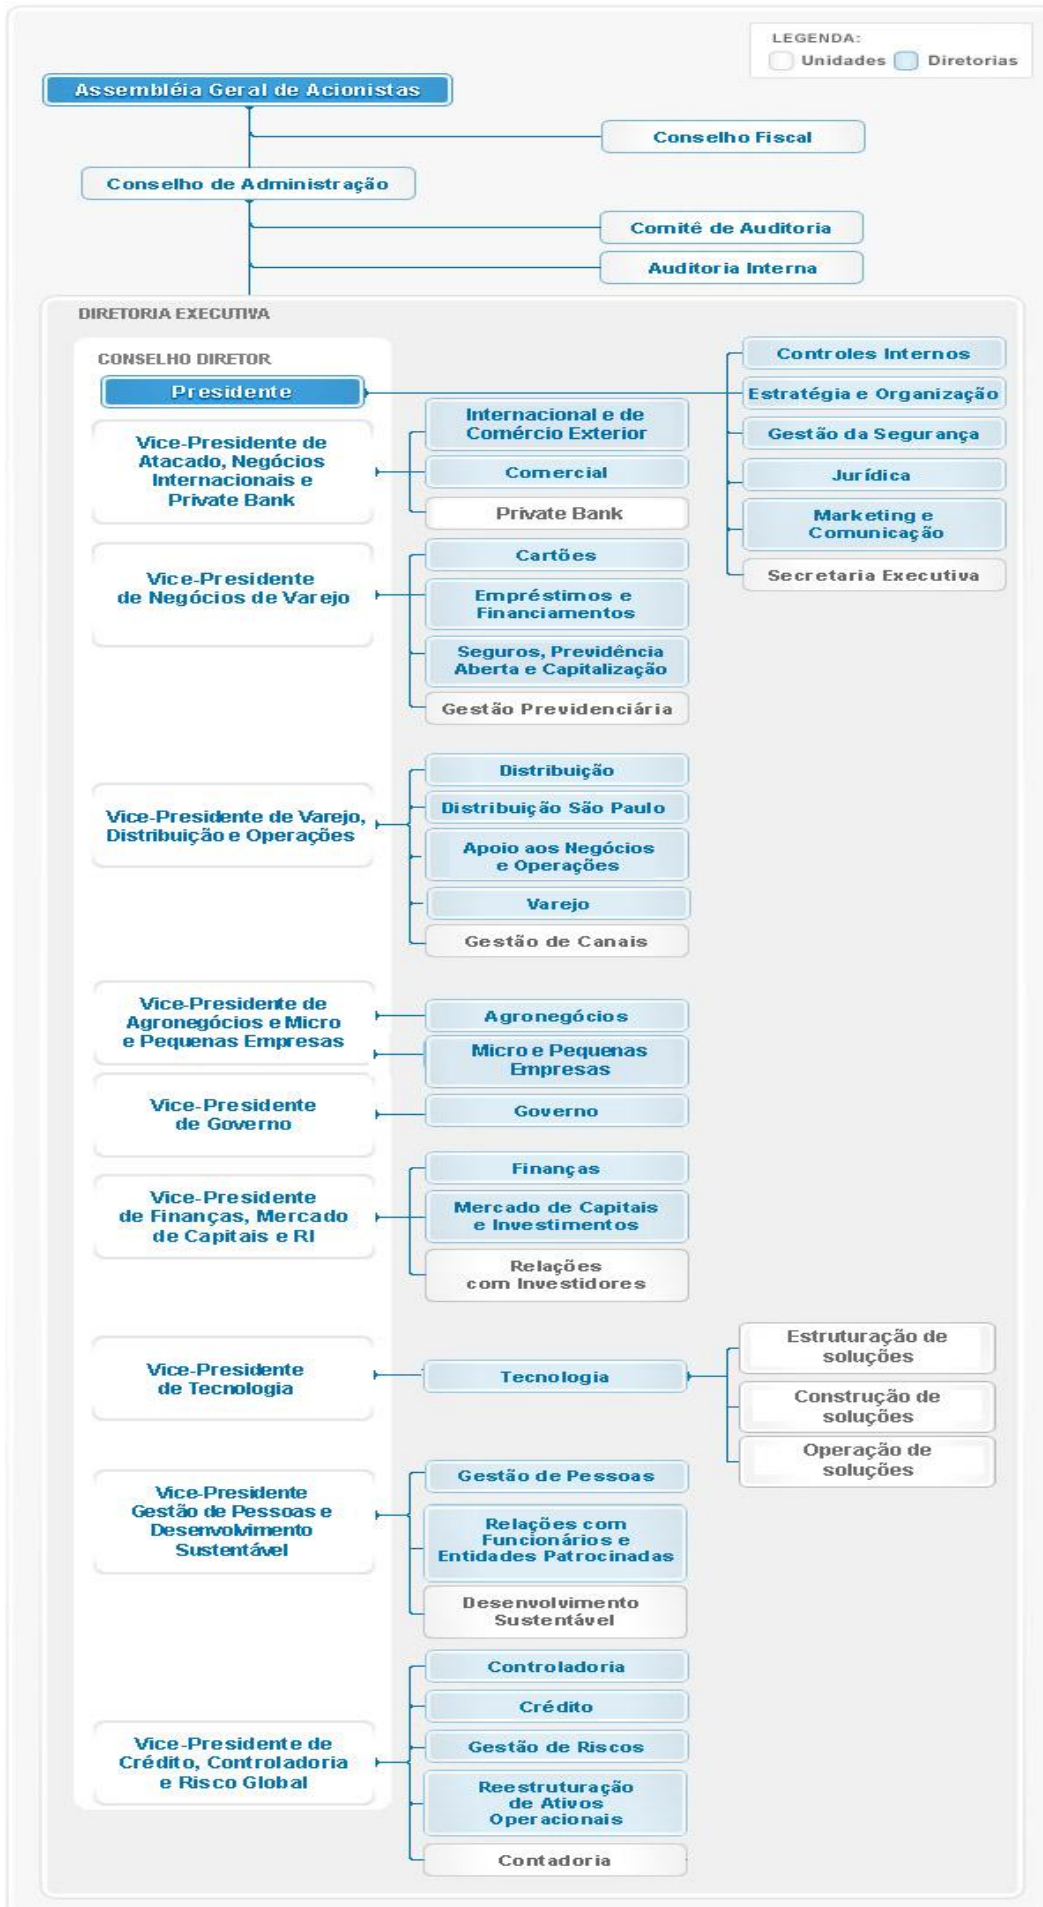 LEGENDA:
Unidades Diretorias
Assembléia Geral de Acionistas
Conselho Fiscal
Conselho de Administração
Comitê de Auditoria
Auditoria Interna
DIRETORIA EXECUTIVA
CONSELHO DIRETOR
Presidente
Controles Internos
Estratégia e Organização
Gestão da Segurança
Jurídica
Marketing e
Comunicação
Secretaria Executiva
Vice-Presidente de
Atacado, Negócios
Internacionais e
Private Bank
Internacional e de
Comércio Exterior
Comercial
Private Bank
Vice-Presidente
de Negócios de Varejo
Cartões
Empréstimos e
Financiamentos
Seguros, Previdência
Aberta e Capitalização
Gestão Previdenciária
Vice-Presidente de Varejo,
Distribuição e Operações
Distribuição
Distribuição São Paulo
Apoio aos Negócios
e Operações
Varejo
Gestão de Canais
Vice-Presidente de
Agronegócios e Micro
e Pequenas Empresas
Agronegócios
Micro e Pequenas
Empresas
Vice-Presidente
de Governo
Governo
Vice-Presidente
de Finanças, Mercado
de Capitais e RI
Finanças
Mercado de Capitais
e Investimentos
Relações
com Investidores
Vice-Presidente
de Tecnologia
Tecnologia
Estruturação de
soluções
Construção de
soluções
Operação de
soluções
Vice-Presidente
Gestão de Pessoas e
Desenvolvimento
Sustentável
Gestão de Pessoas
Relações com
Funcionários e
Entidades Patrocinadas
Desenvolvimento
Sustentável
Vice-Presidente de
Crédito, Controladoria
e Risco Global
Controladoria
Crédito
Gestão de Riscos
Reestruturação
de Ativos
Operacionais
Contadoria